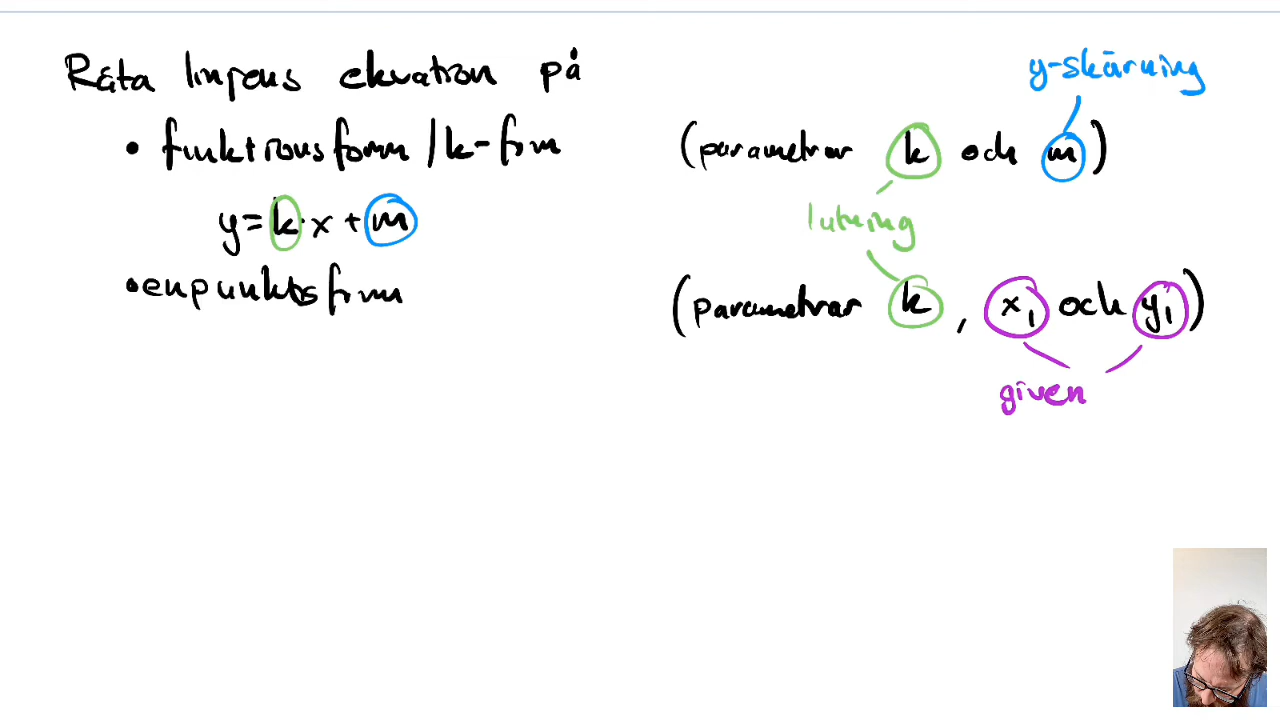 Räta linjens ekvation på
• funktionsform / k-form (parametrar k och m)
y-skärning
y = k · x + m
lutning
• enpunktsform (parametrar k, x₁ och y₁)
given